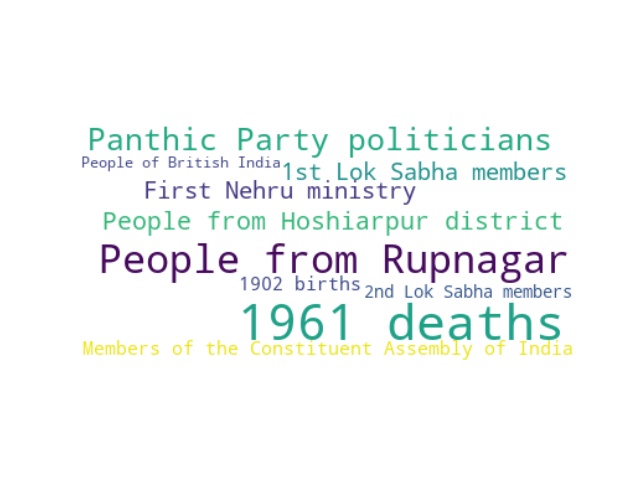 Panthic Party politicians
People of British India
1st Lok Sabha members
First Nehru ministry
People from Hoshiarpur district
People from Rupnagar
1902 births
2nd Lok Sabha members
1961 deaths
Members of the Constituent Assembly of India